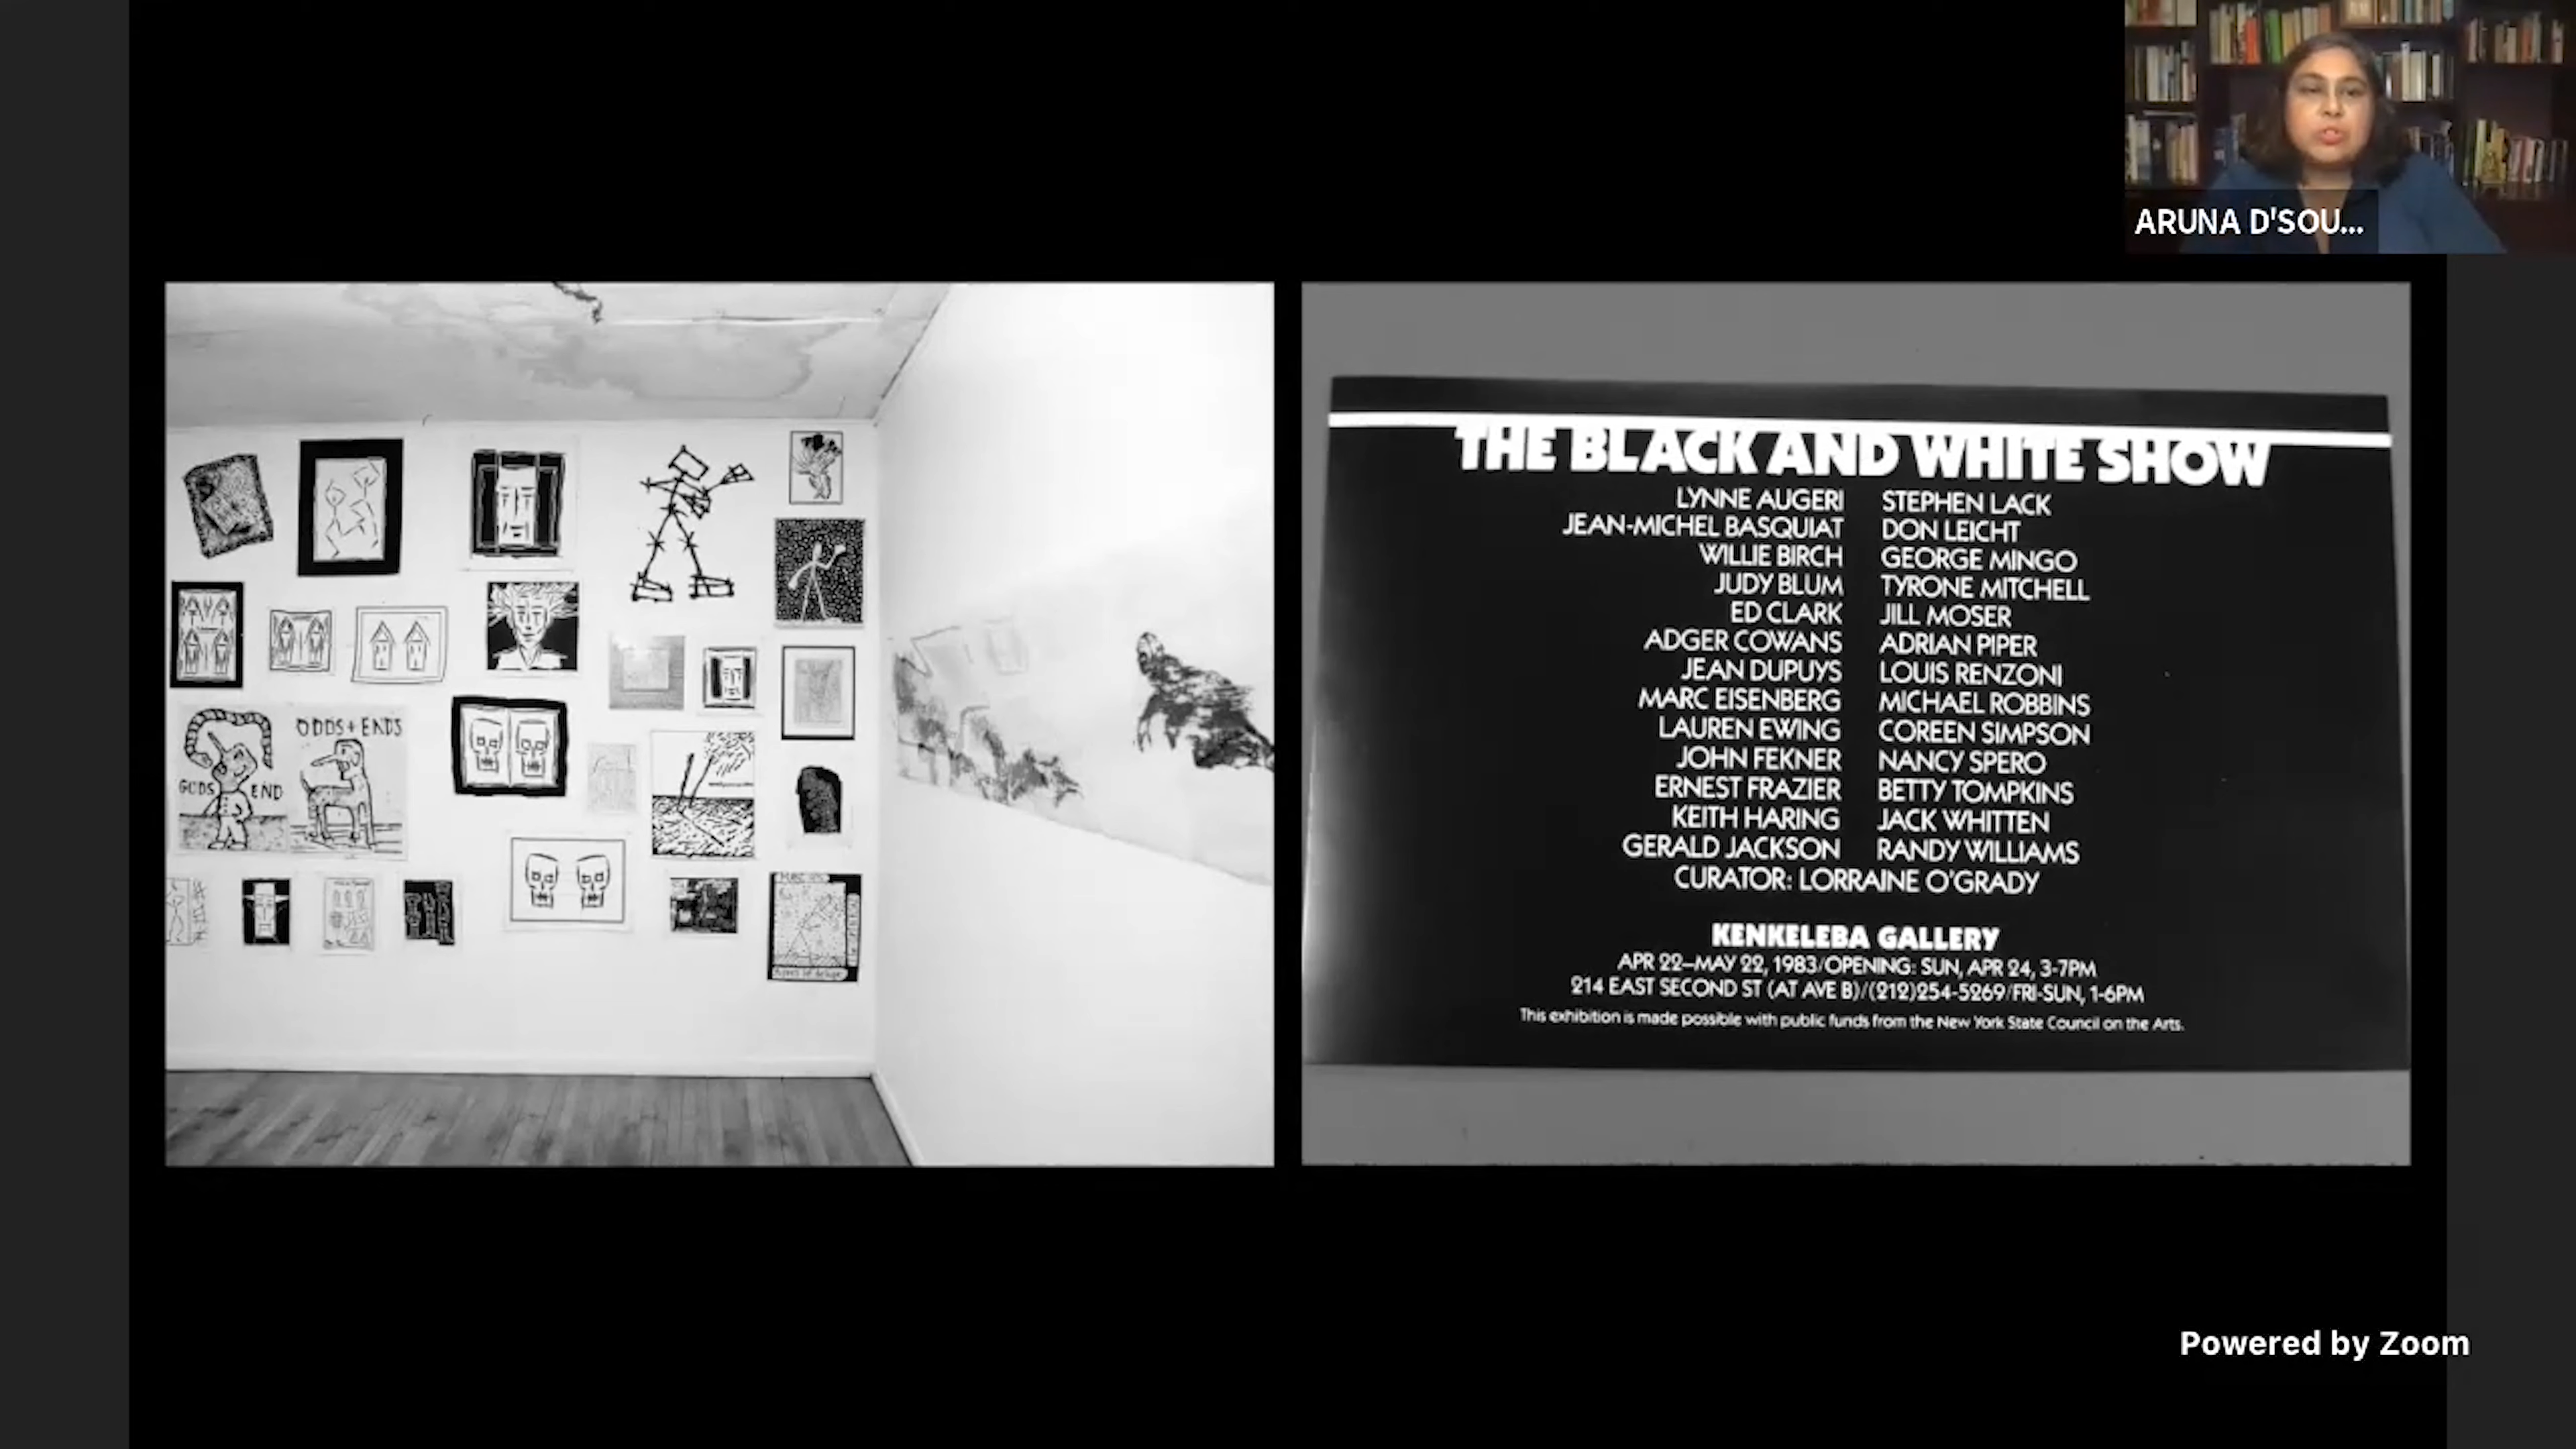 ARUNA D'SOU...
ODDS + ENDS
GODS END
THE BLACK AND WHITE SHOW
LYNNE AUGERI STEPHEN LACK
JEAN-MICHEL BASQUIAT DON LEICHT
WILLIE BIRCH GEORGE MINGO
JUDY BLUM TYRONE MITCHELL
ED CLARK JILL MOSER
ADGER COWANS ADRIAN PIPER
JEAN DUPUYS LOUIS RENZONI
MARC EISENBERG MICHAEL ROBBINS
LAUREN EWING COREEN SIMPSON
JOHN FEKNER NANCY SPERO
ERNEST FRAZIER BETTY TOMPKINS
KEITH HARING JACK WHITTEN
GERALD JACKSON RANDY WILLIAMS
CURATOR: LORRAINE O'GRADY
KENKELEBA GALLERY
APR 22–MAY 22, 1983/OPENING: SUN, APR 24, 3-7PM
214 EAST SECOND ST (AT AVE B)/(212)254-5269/FRI-SUN, 1-6PM
This exhibition is made possible with public funds from the New York State Council on the Arts.
Powered by Zoom